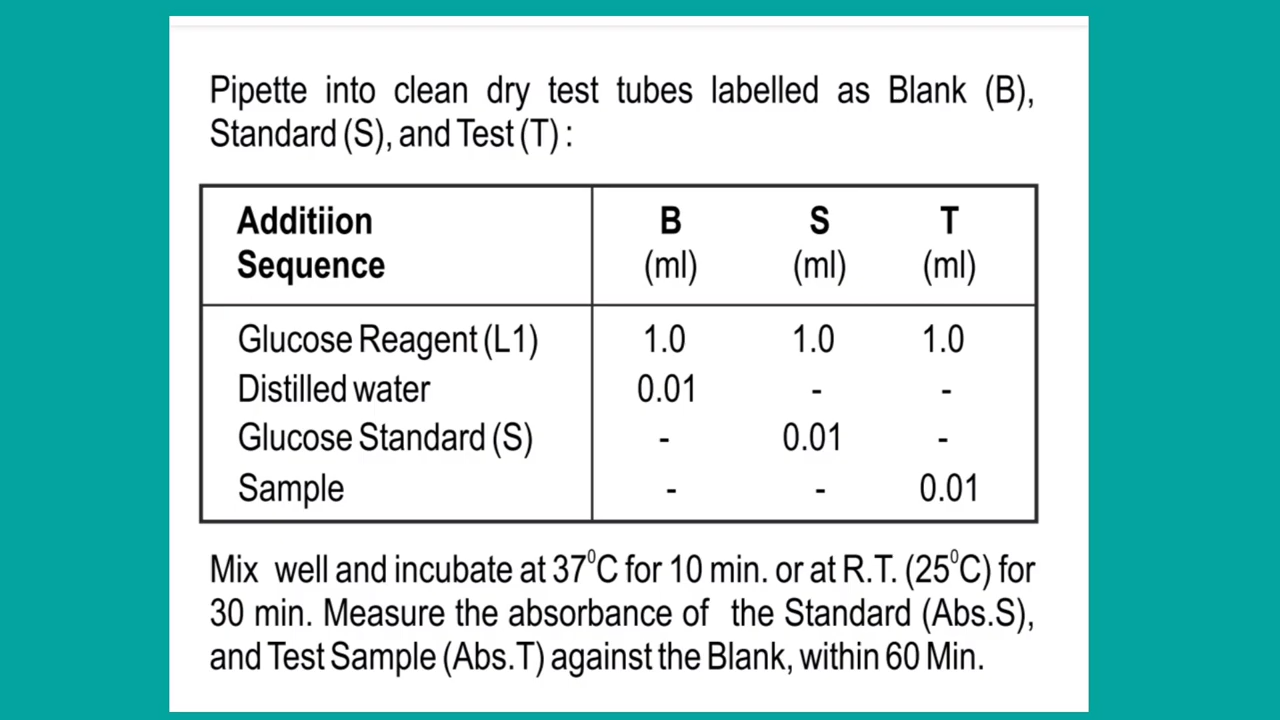 Pipette into clean dry test tubes labelled as Blank (B),
Standard (S), and Test (T) :
Additiion B S T
Sequence (ml) (ml) (ml)
Glucose Reagent (L1) 1.0 1.0 1.0
Distilled water 0.01 - -
Glucose Standard (S) - 0.01 -
Sample - - 0.01
Mix well and incubate at 37⁰C for 10 min. or at R.T. (25⁰C) for
30 min. Measure the absorbance of the Standard (Abs.S),
and Test Sample (Abs.T) against the Blank, within 60 Min.